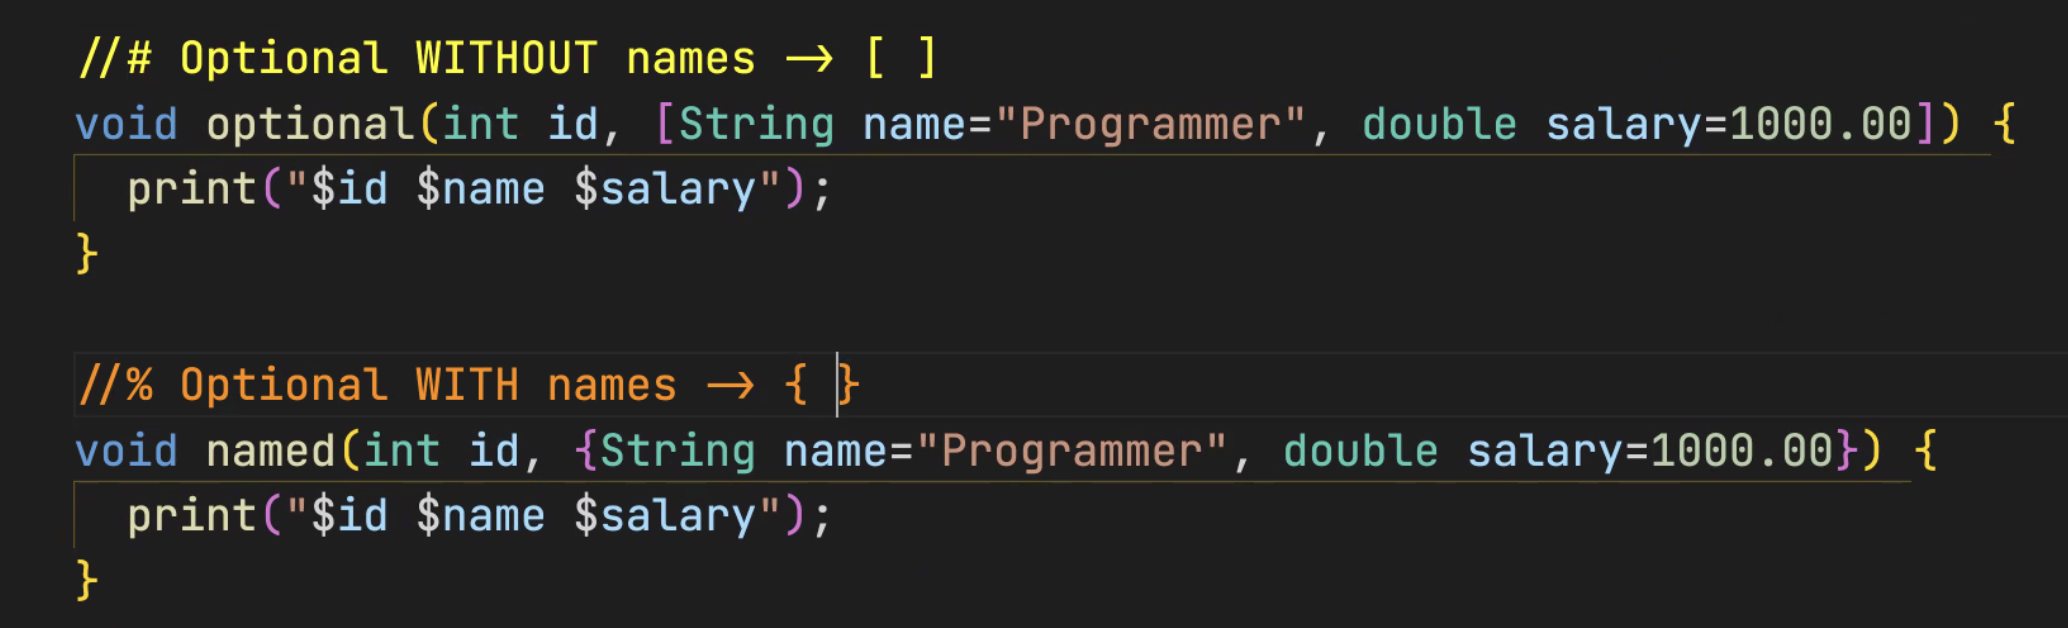 //# Optional WITHOUT names -> [ ]
void optional(int id, [String name="Programmer", double salary=1000.00]) {
  print("$id $name $salary");
}
//% Optional WITH names -> { }
void named(int id, {String name="Programmer", double salary=1000.00}) {
  print("$id $name $salary");
}